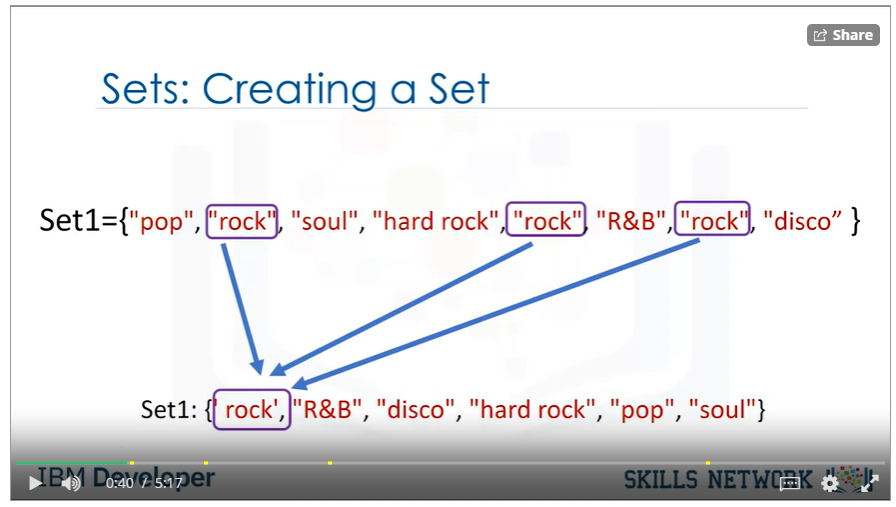 Share
Sets: Creating a Set
Set1={"pop", "rock", "soul", "hard rock", "rock", "R&B", "rock", "disco” }
Set1: {' rock', "R&B", "disco", "hard rock", "pop", "soul"}
IBM Developer
SKILLS NETWORK
0:40 / 5:17